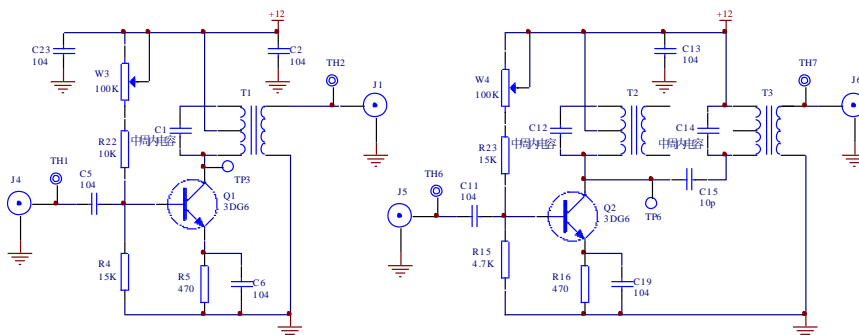 +12
C23
104
C2
104
W3
100K
TH2
J1
T1
C1
中周内电容
R22
10K
TH1
C5
104
J4
TP3
Q1
3DG6
R4
15K
R5
470
C6
104
+12
C13
104
W4
100K
TH7
J6
T2
T3
C12
中周内电容
C14
中周内电容
R23
15K
TH6
C11
104
J5
C15
10p
TP6
Q2
3DG6
R15
4.7K
R16
470
C19
104